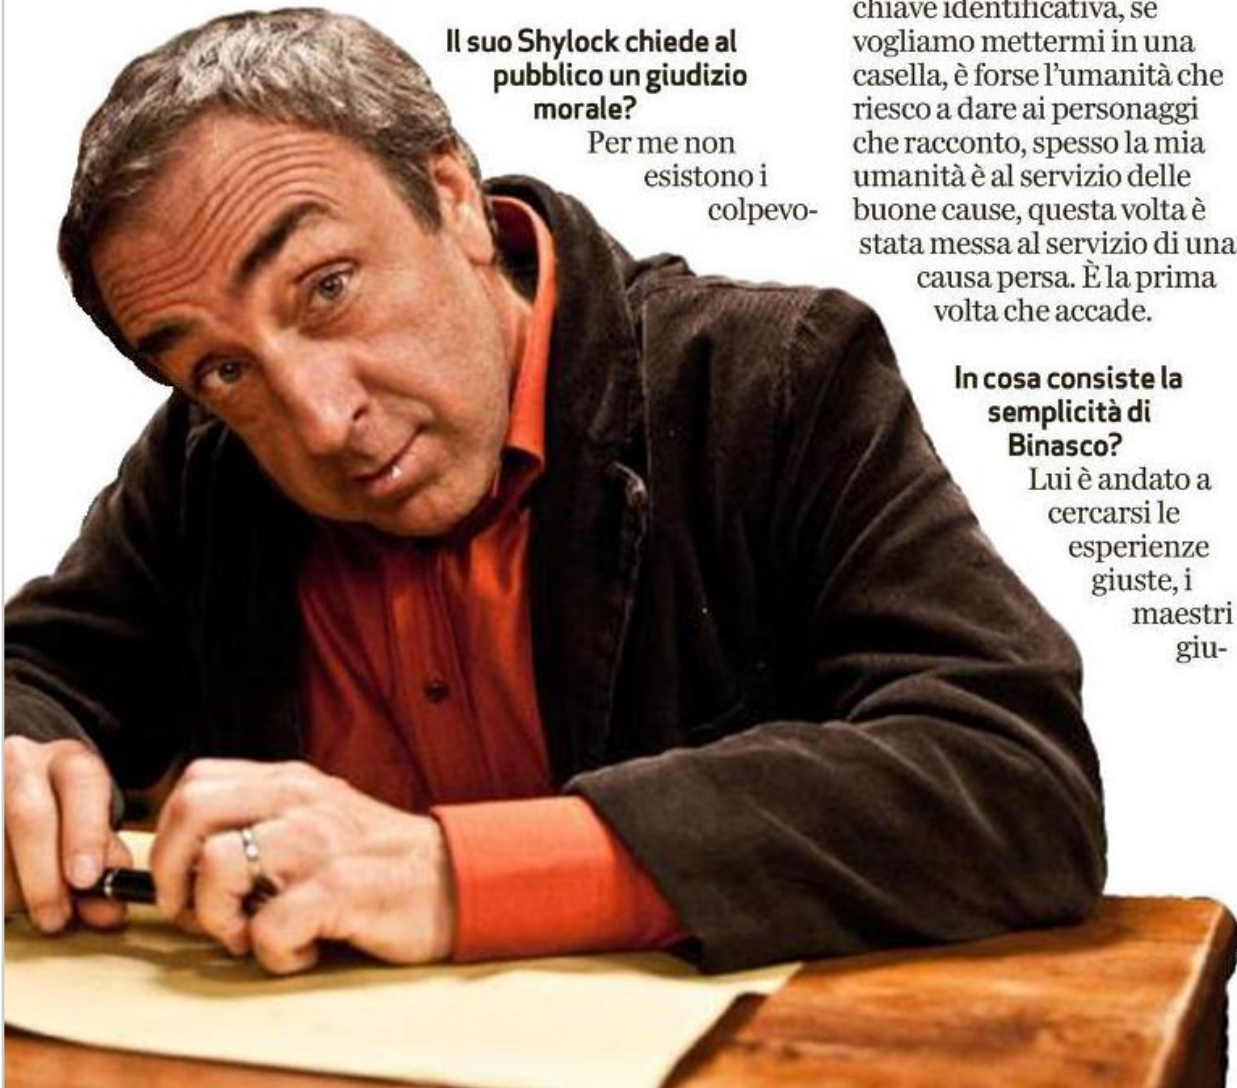 Il suo Shylock chiede al
pubblico un giudizio
morale?
Per me non
esistono i
colpevo-
chiave identificativa, se
vogliamo mettermi in una
casella, è forse l'umanità che
riesco a dare ai personaggi
che racconto, spesso la mia
umanità è al servizio delle
buone cause, questa volta è
stata messa al servizio di una
causa persa. È la prima
volta che accade.
In cosa consiste la
semplicità di
Binasco?
Lui è andato a
cercarsi le
esperienze
giuste, i
maestri
giu-